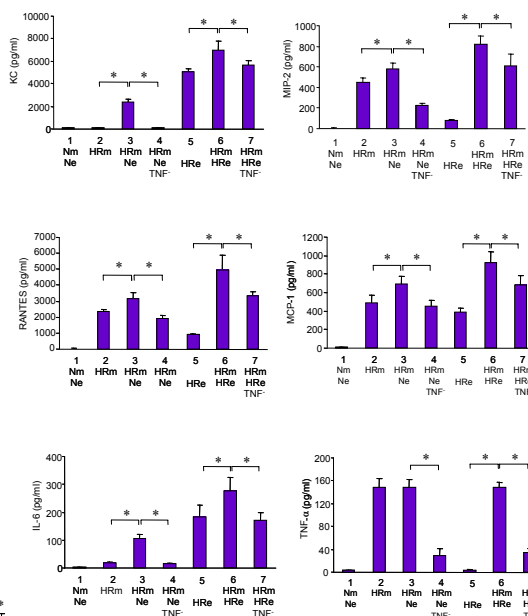 10000
8000
6000
4000
2000
0
KC (pg/ml)
* *
* *
1 2 3 4 5 6 7
Nm HRm HRm HRm HRm HRm
Ne Ne Ne HRe HRe HRe
TNF- TNF-
1000
800
600
400
200
0
MIP-2 (pg/ml)
* *
* *
1 2 3 4 5 6 7
Nm HRm HRm HRm HRm HRm
Ne Ne Ne HRe HRe HRe
TNF- TNF-
7000
6000
5000
4000
3000
2000
1000
0
RANTES (pg/ml)
* *
* *
1 2 3 4 5 6 7
Nm HRm HRm HRm HRm HRm
Ne Ne Ne HRe HRe HRe
TNF- TNF-
1200
1000
800
600
400
200
0
MCP-1 (pg/ml)
* *
* *
1 2 3 4 5 6 7
Nm HRm HRm HRm HRm HRm
Ne Ne Ne HRe HRe HRe
TNF- TNF-
400
300
200
100
0
IL-6 (pg/ml)
* *
* *
1 2 3 4 5 6 7
Nm HRm HRm HRm HRm HRm
Ne Ne Ne HRe HRe HRe
TNF- TNF-
200
160
120
80
40
0
TNF-α (pg/ml)
* *
*
1 2 3 4 5 6
Nm HRm HRm HRm HRm
Ne Ne Ne HRe HRe
*